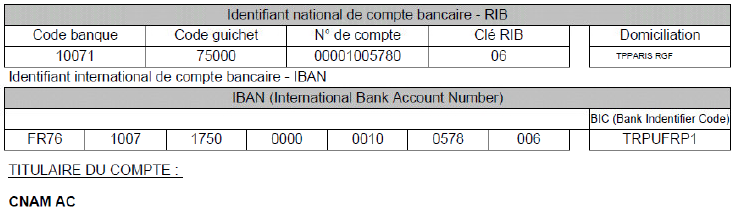 Identifiant national de compte bancaire - RIB
Code banque Code guichet N° de compte Clé RIB Domiciliation
10071 75000 00001005780 06 TPPARIS RGF
Identifiant international de compte bancaire - IBAN
IBAN (International Bank Account Number)
BIC (Bank Indentifier Code)
FR76 1007 1750 0000 0010 0578 006 TRPUFRP1
TITULAIRE DU COMPTE :
CNAM AC